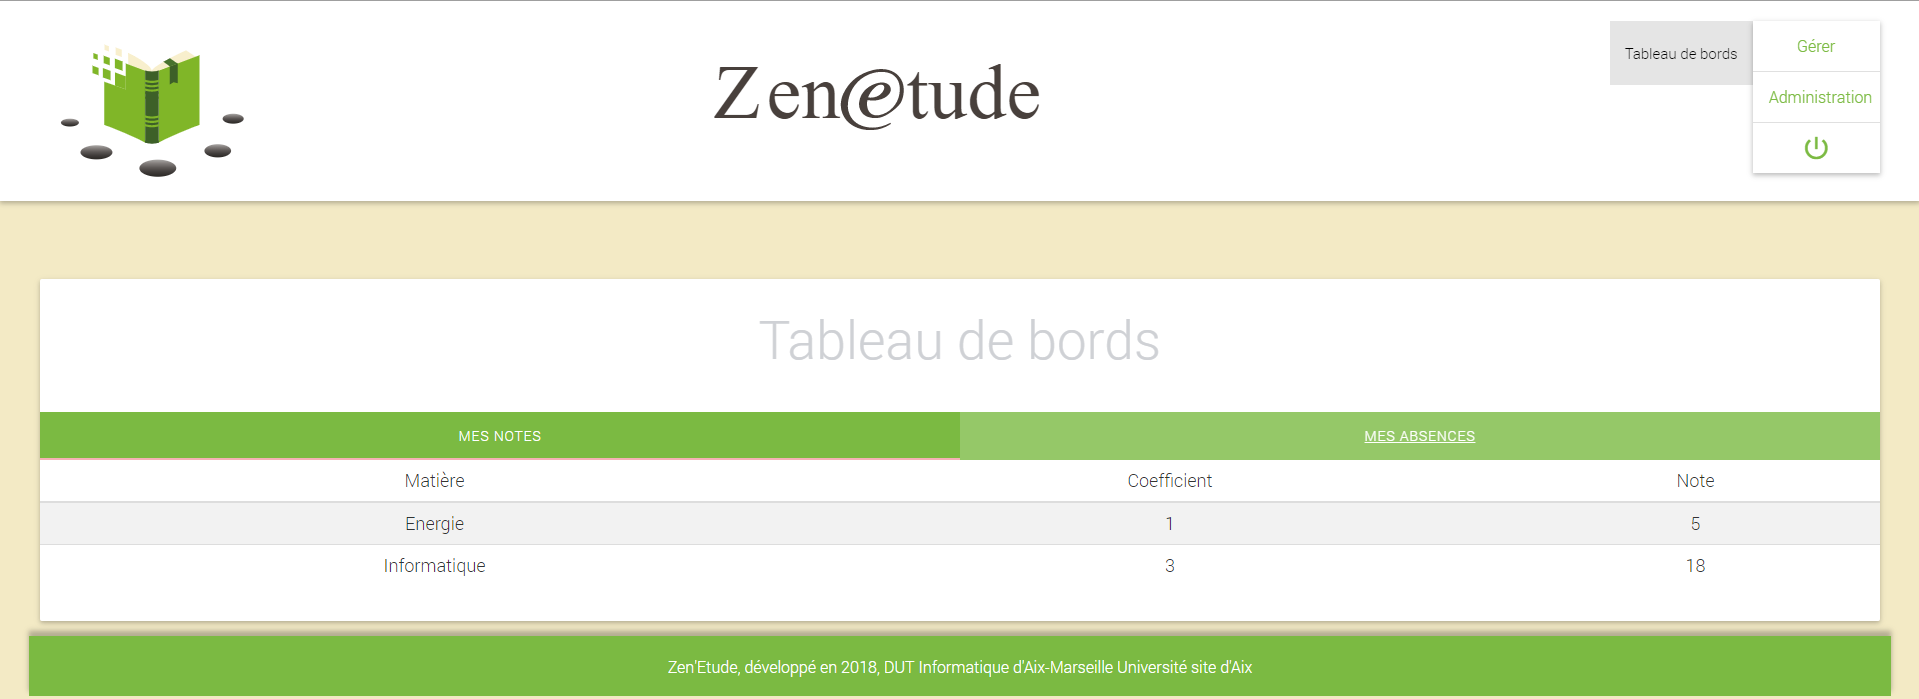 Zen@tude
Tableau de bords
Gérer
Administration
Tableau de bords
MES NOTES MES ABSENCES
Matière Coefficient Note
Energie 1 5
Informatique 3 18
Zen'Etude, développé en 2018, DUT Informatique d'Aix-Marseille Université site d'Aix